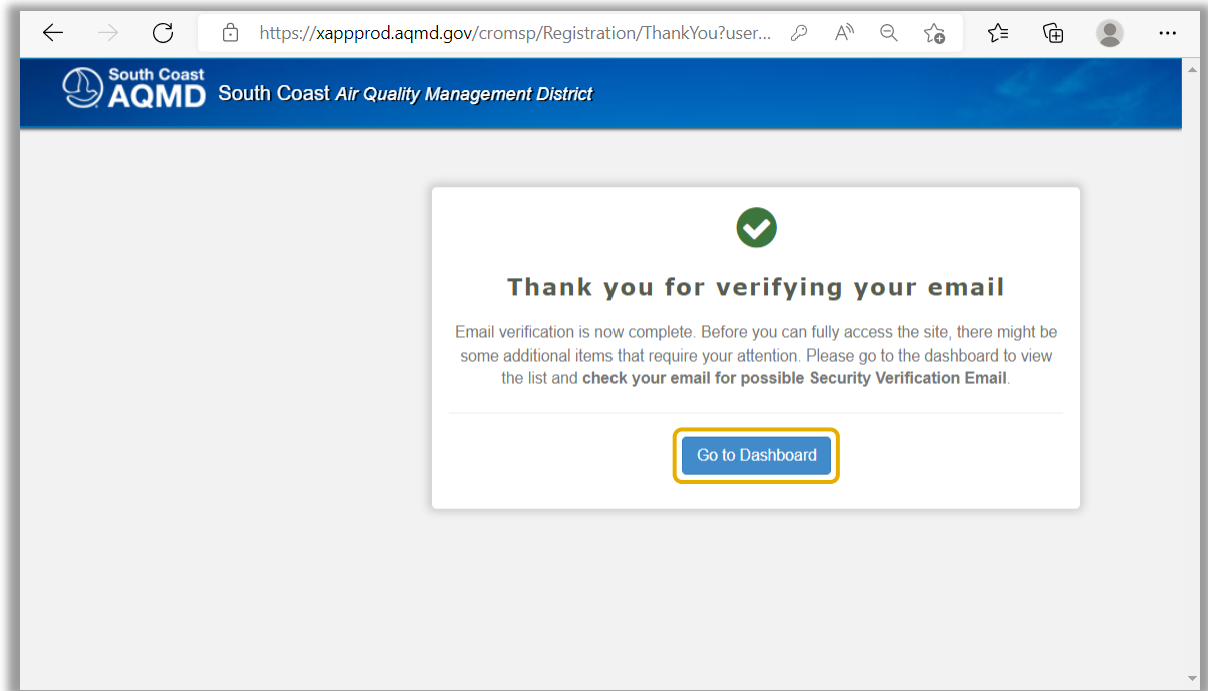 https://xappprod.aqmd.gov/cromsp/Registration/ThankYou?user...
South Coast
AQMD
South Coast Air Quality Management District
Thank you for verifying your email
Email verification is now complete. Before you can fully access the site, there might be
some additional items that require your attention. Please go to the dashboard to view
the list and check your email for possible Security Verification Email.
Go to Dashboard